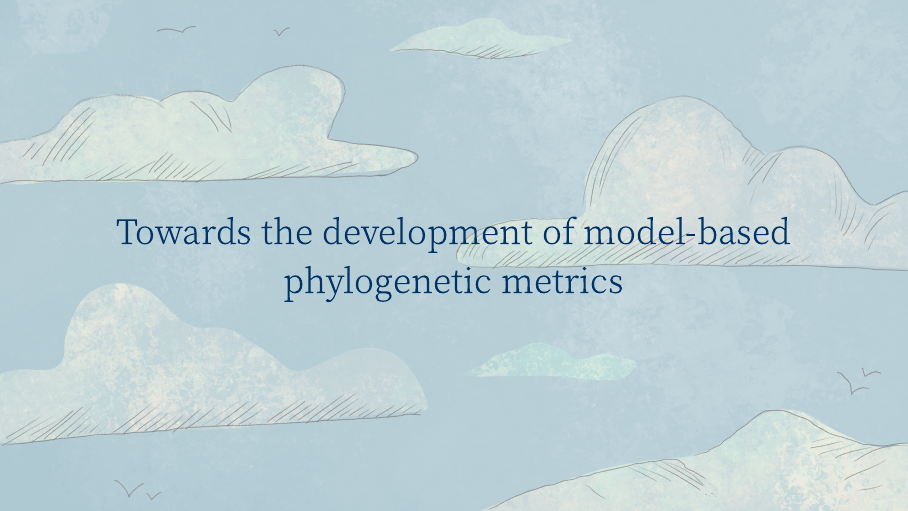 Towards the development of model-based
phylogenetic metrics